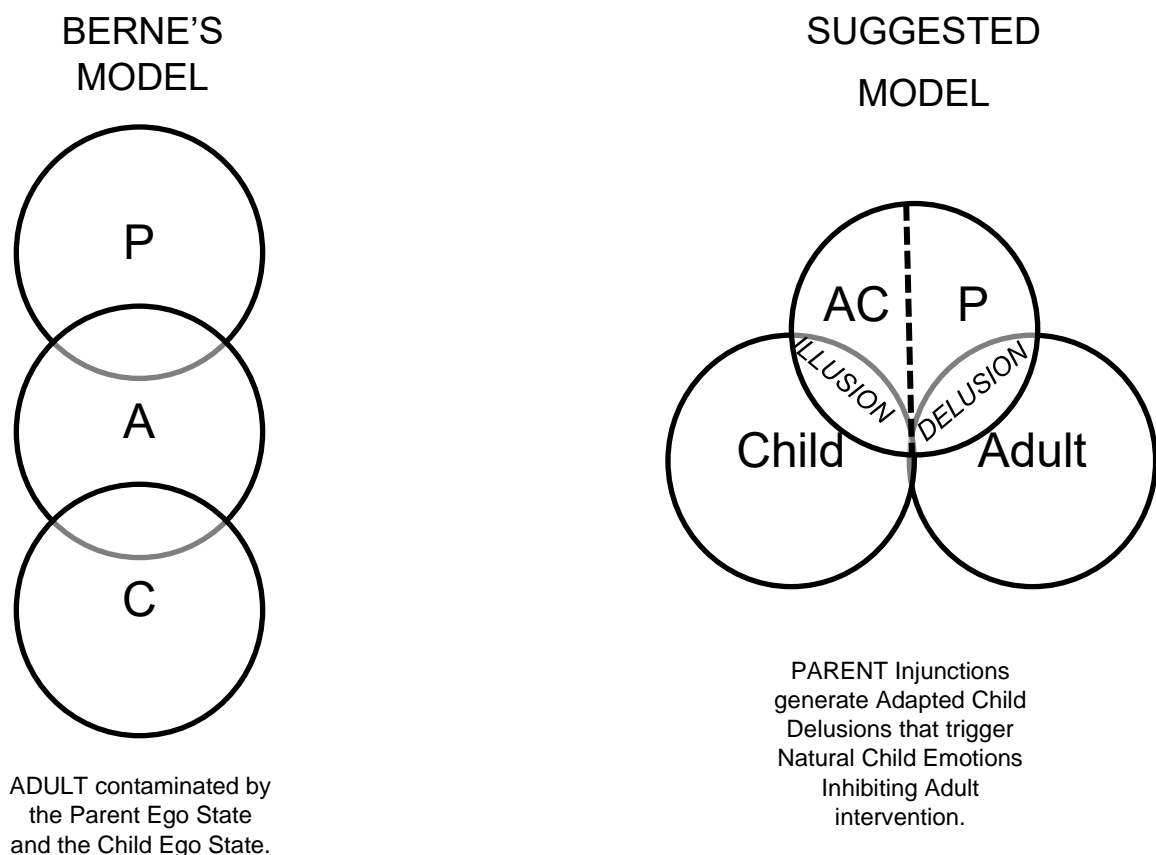 BERNE'S
MODEL
P
A
C
ADULT contaminated by
the Parent Ego State
and the Child Ego State.
SUGGESTED
MODEL
AC
P
ILLUSION
DELUSION
Child
Adult
PARENT Injunctions
generate Adapted Child
Delusions that trigger
Natural Child Emotions
Inhibiting Adult
intervention.